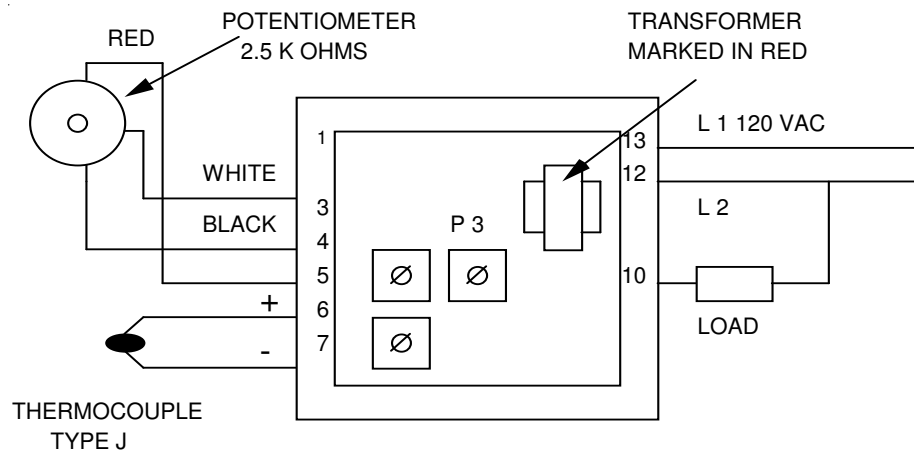 POTENTIOMETER
2.5 K OHMS
TRANSFORMER
MARKED IN RED
RED
L 1 120 VAC
1
13
WHITE
12
3
L 2
BLACK
P 3
4
5
10
+
6
7
LOAD
-
THERMOCOUPLE
TYPE J